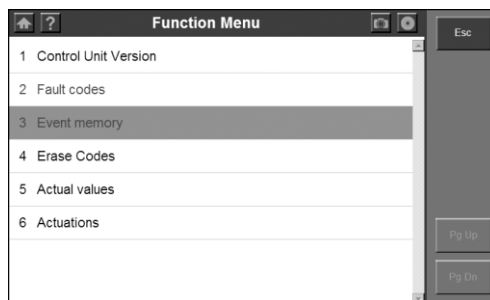 ?
Function Menu
Esc
1 Control Unit Version
2 Fault codes
3 Event memory
4 Erase Codes
5 Actual values
6 Actuations
Pg Up
Pg Dn